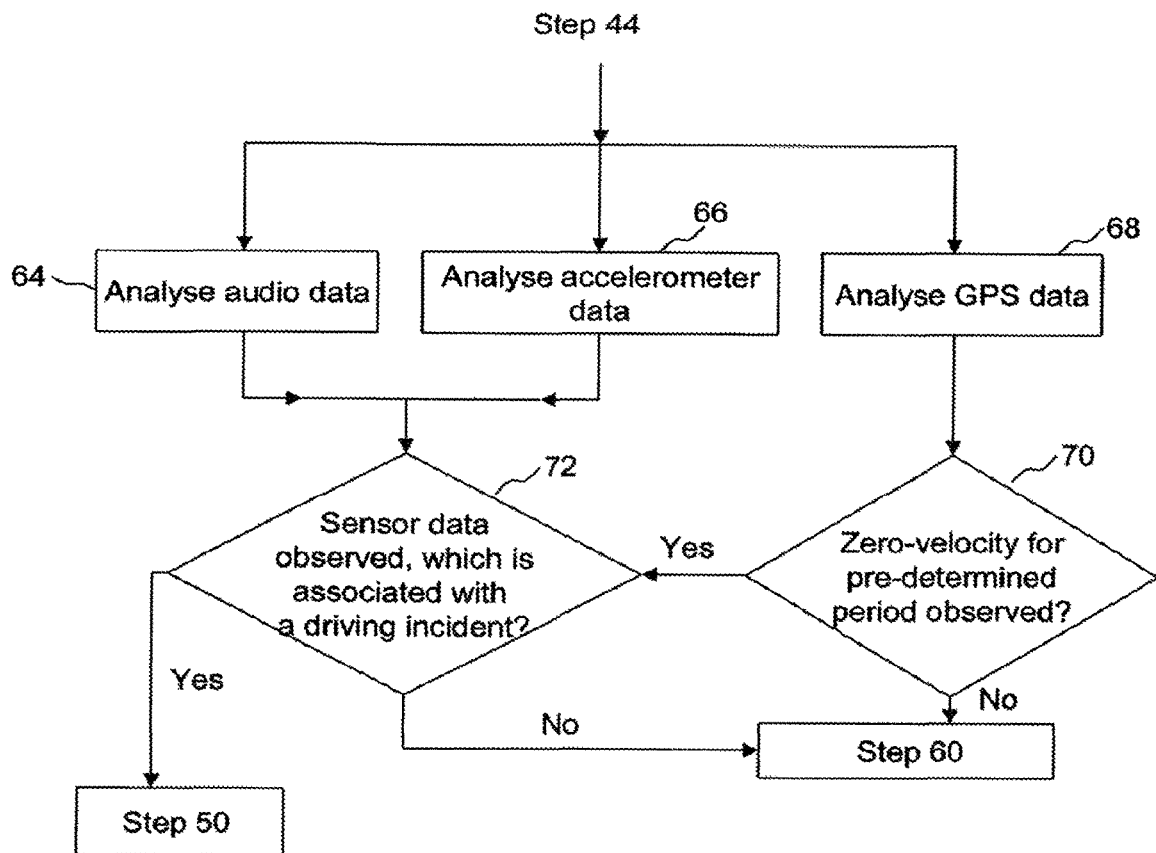 Step 44
66
68
64
Analyse audio data
Analyse accelerometer
data
Analyse GPS data
72
70
Sensor data
observed, which is
associated with
a driving incident?
Yes
Zero-velocity for
pre-determined
period observed?
Yes
No
No
Step 60
Step 50